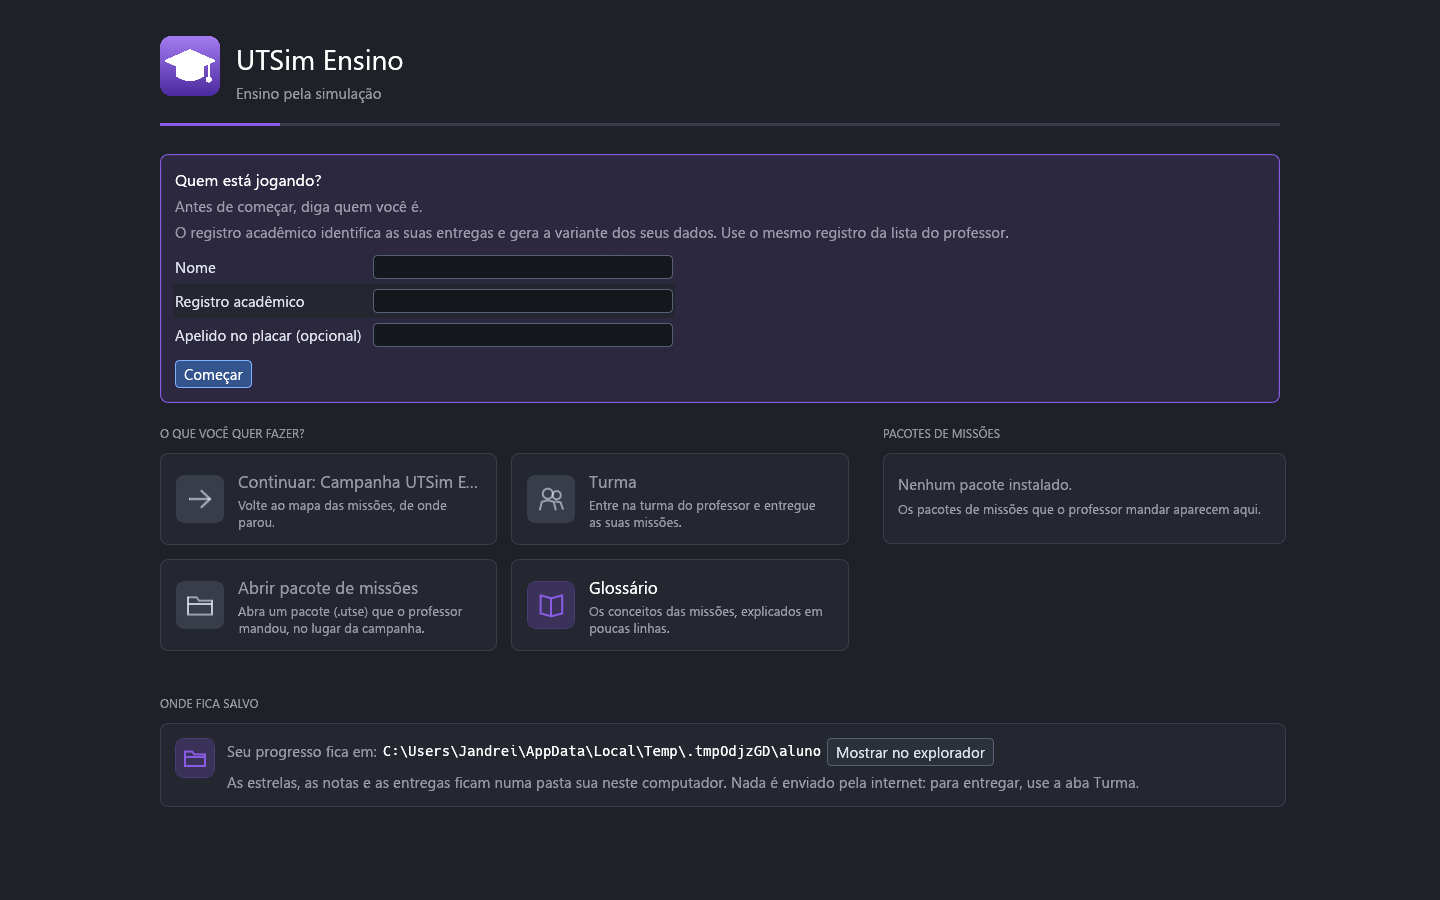 UTSim Ensino
Ensino pela simulação
Quem está jogando?
Antes de começar, diga quem você é.
O registro acadêmico identifica as suas entregas e gera a variante dos seus dados. Use o mesmo registro da lista do professor.
Nome
Registro acadêmico
Apelido no placar (opcional)
Começar
O QUE VOCÊ QUER FAZER?
Continuar: Campanha UTSim E...
Volte ao mapa das missões, de onde
parou.
Turma
Entre na turma do professor e entregue
as suas missões.
Abrir pacote de missões
Abra um pacote (.utse) que o professor
mandou, no lugar da campanha.
Glossário
Os conceitos das missões, explicados em
poucas linhas.
PACOTES DE MISSÕES
Nenhum pacote instalado.
Os pacotes de missões que o professor mandar aparecem aqui.
ONDE FICA SALVO
Seu progresso fica em: C:\Users\Jandrei\AppData\Local\Temp\.tmpOdjzGD\aluno Mostrar no explorador
As estrelas, as notas e as entregas ficam numa pasta sua neste computador. Nada é enviado pela internet: para entregar, use a aba Turma.